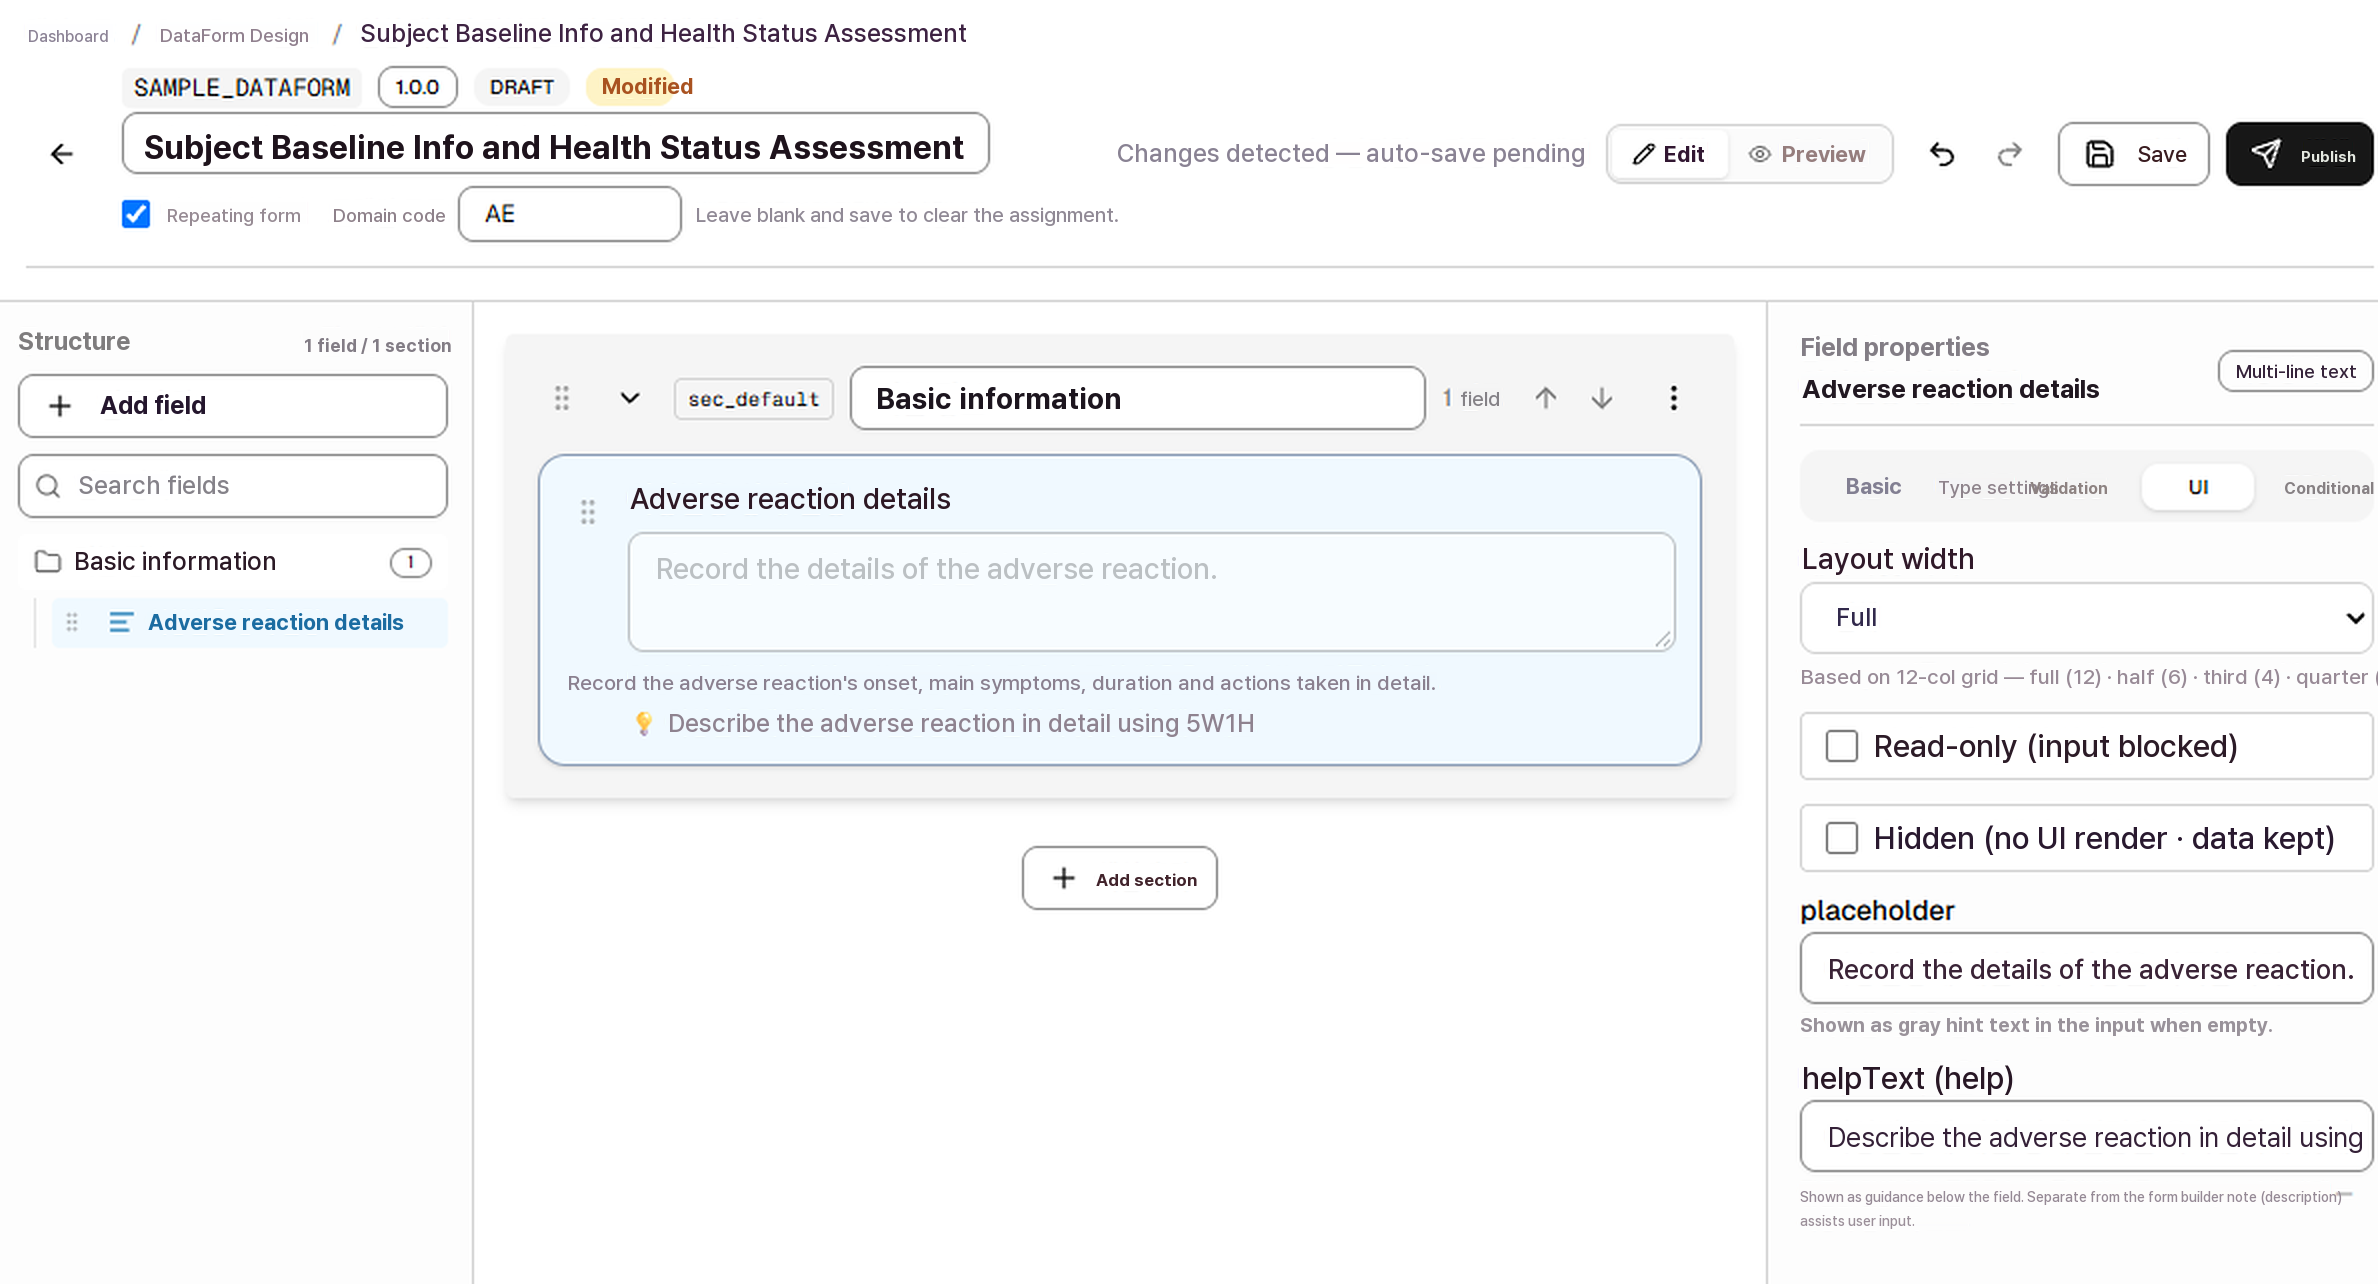 Dashboard / DataForm Design / Subject Baseline Info and Health Status Assessment
SAMPLE_DATAFORM 1.0.0 DRAFT Modified
Subject Baseline Info and Health Status Assessment
Changes detected — auto-save pending
Edit
Preview
Save
Publish
Repeating form Domain code AE Leave blank and save to clear the assignment.
Structure
1 field / 1 section
Add field
Search fields
Basic information 1
Adverse reaction details
sec_default Basic information 1 field
Adverse reaction details
Record the details of the adverse reaction.
Record the adverse reaction's onset, main symptoms, duration and actions taken in detail.
💡 Describe the adverse reaction in detail using 5W1H
Add section
Field properties
Adverse reaction details
Multi-line text
Basic Type settings Validation UI Conditional
Layout width
Full
Based on 12-col grid — full (12) · half (6) · third (4) · quarter (
Read-only (input blocked)
Hidden (no UI render · data kept)
placeholder
Record the details of the adverse reaction.
Shown as gray hint text in the input when empty.
helpText (help)
Describe the adverse reaction in detail using
Shown as guidance below the field. Separate from the form builder note (description)
assists user input.